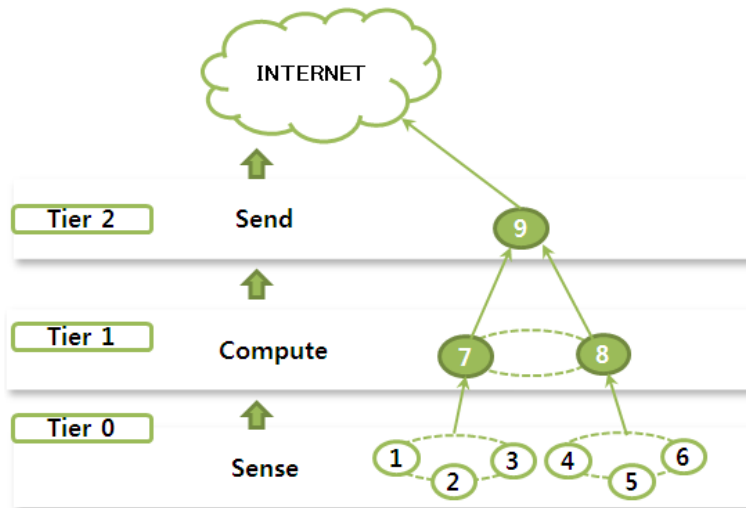 INTERNET
Tier 2
Send
9
Tier 1
Compute
7
8
Tier 0
Sense
1
2
3
4
5
6